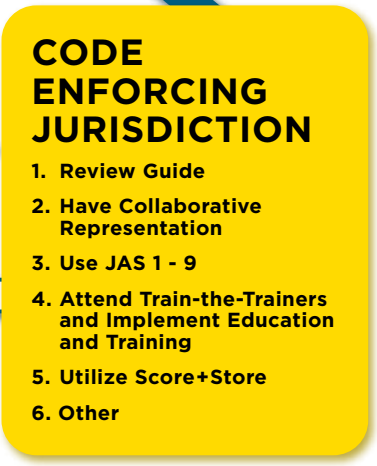 CODE
ENFORCING
JURISDICTION
1. Review Guide
2. Have Collaborative
Representation
3. Use JAS 1 - 9
4. Attend Train-the-Trainers
and Implement Education
and Training
5. Utilize Score+Store
6. Other